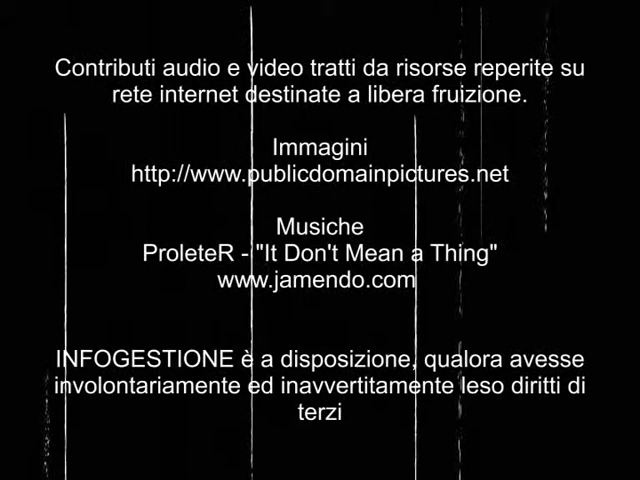 Contributi audio e video tratti da risorse reperite su
rete internet destinate a libera fruizione.
Immagini
http://www.publicdomainpictures.net
Musiche
ProleteR - "It Don't Mean a Thing"
www.jamendo.com
INFOGESTIONE è a disposizione, qualora avesse
involontariamente ed inavvertitamente leso diritti di
terzi